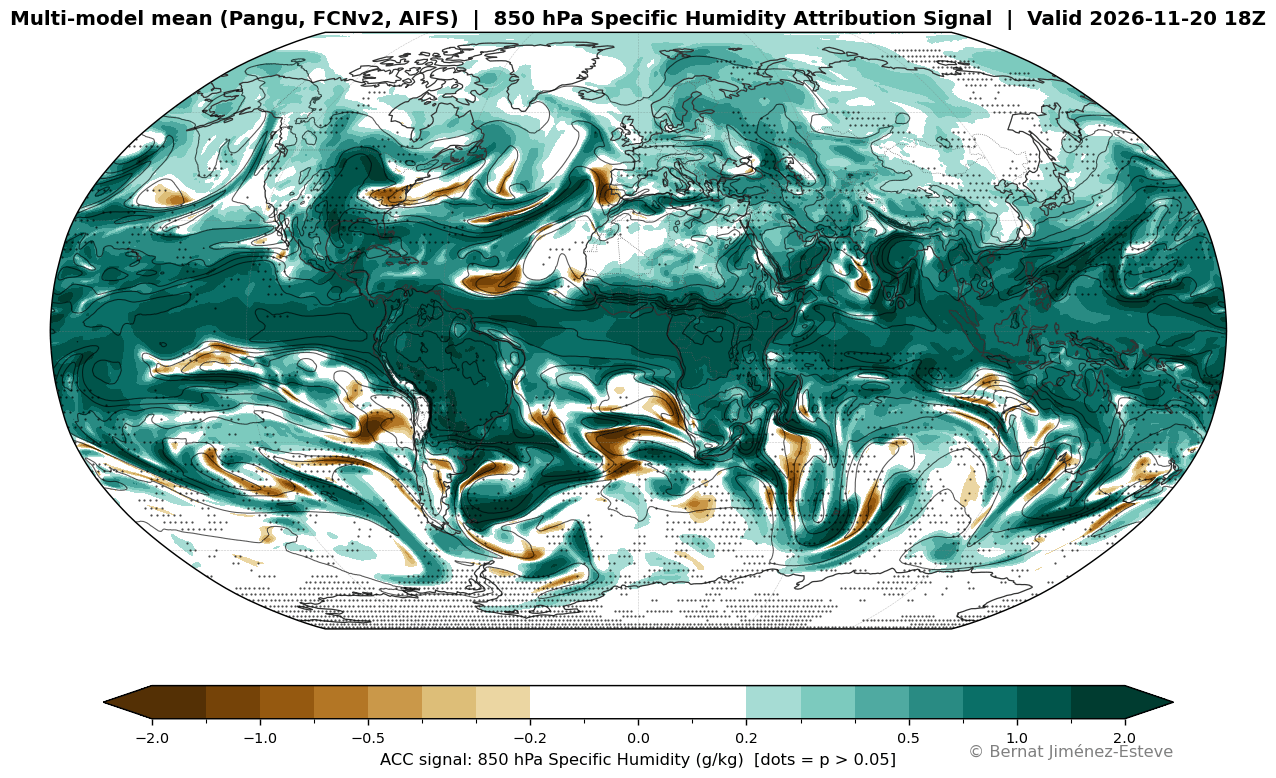 Multi-model mean (Pangu, FCNv2, AIFS)  |  850 hPa Specific Humidity Attribution Signal  |  Valid 2026-11-20 18Z
−2.0 −1.0 −0.5 −0.2 0.0 0.2 0.5 1.0 2.0
ACC signal: 850 hPa Specific Humidity (g/kg)  [dots = p > 0.05]
© Bernat Jiménez-Esteve